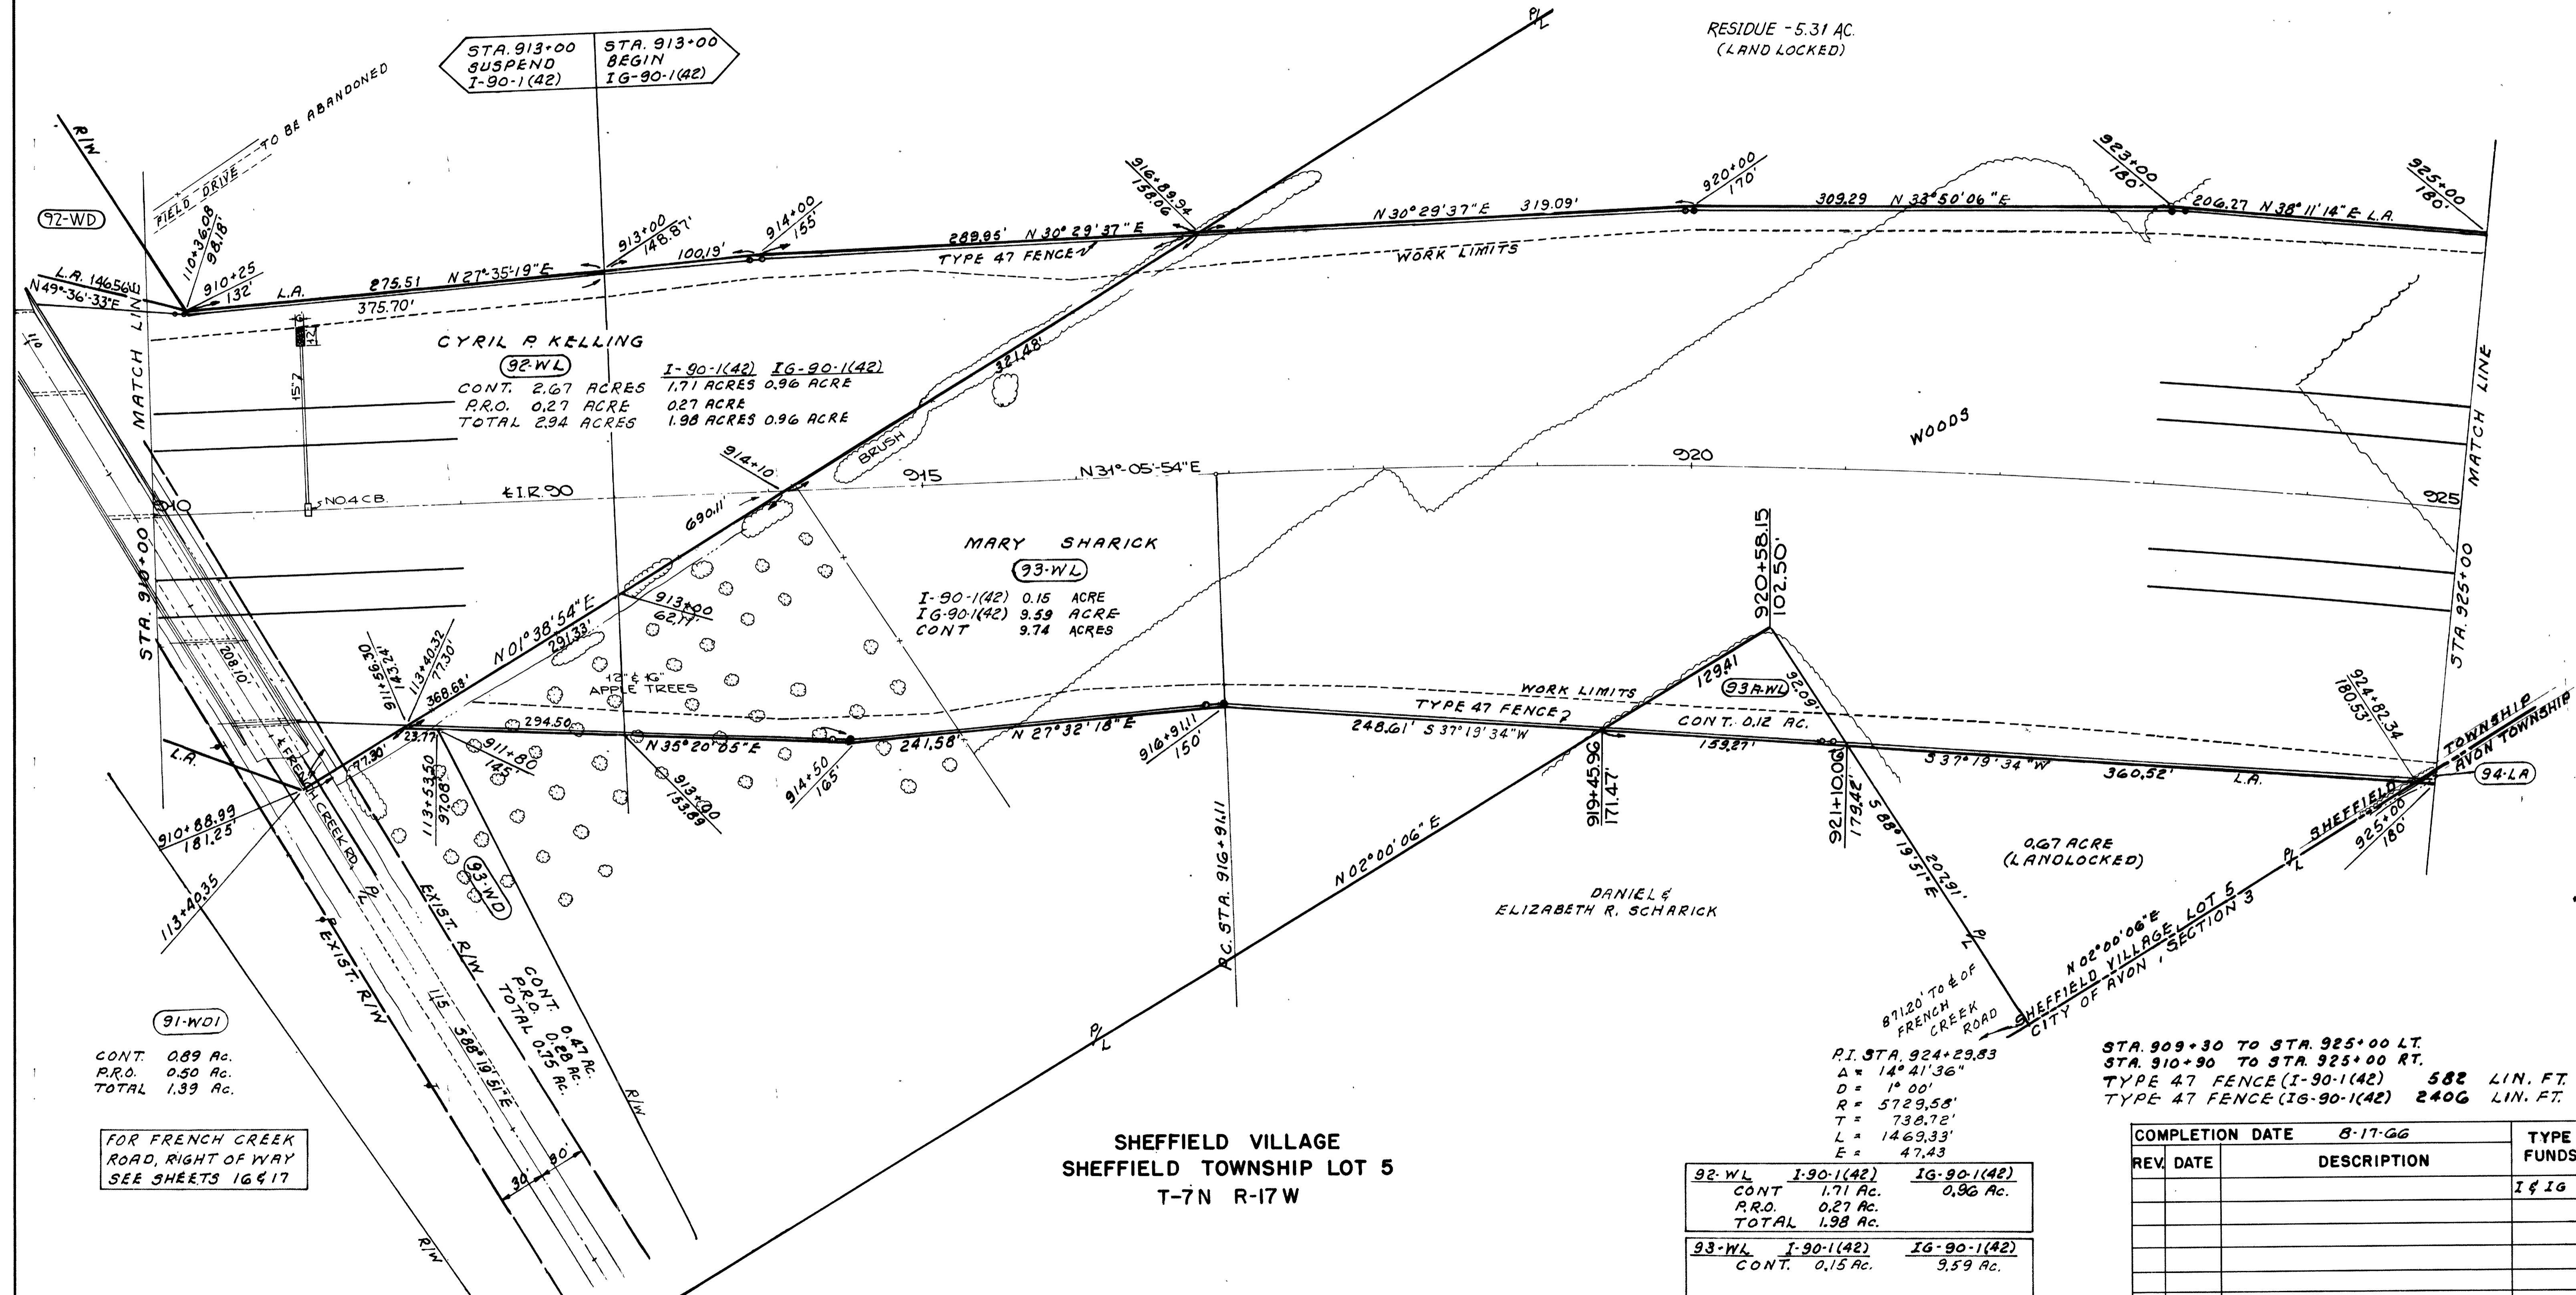 STA. 913+00
SUSPEND
I-90-1(42)
STA. 913+00
BEGIN
IG-90-1(42)
RESIDUE - 5.31 AC.
(LAND LOCKED)
P/L
R/W
FIELD DRIVE TO BE ABANDONED
92-WD
110+36.08
98.18'
910+25
132'
L.A. 146.56'
N49°-36'-33"E
L.A.
275.51 N27°-35-19"E
375.70'
913+00
148.87'
100.19'
914+00
155'
289.95' N 30°29'37"E
TYPE 47 FENCE
916+89.94
158.06
N 30° 29' 37" E 319.09'
WORK LIMITS
920+00
170'
309.29 N 33° 50' 06" E
923+00
180'
206.27 N 38° 11' 14" E L.A.
925+00
180'
MATCH LINE
STA. 910+00
110
15.7
12
CYRIL P. KELLING
92-WL
I-90-1(42) IG-90-1(42)
CONT. 2.67 ACRES 1.71 ACRES 0.96 ACRE
P.R.O. 0.27 ACRE 0.27 ACRE
TOTAL 2.94 ACRES 1.98 ACRES 0.96 ACRE
321.48'
BRUSH
WOODS
914+10
690.11'
910
NO.4 C.B.
℄ I.R. 90
915
N31°-05'-54"E
920
925
MATCH LINE
STA. 925+00
MARY SHARICK
93-WL
I-90-1(42) 0.15 ACRE
IG-90-1(42) 9.59 ACRE
CONT 9.74 ACRES
920+58.15
102.50'
N 01° 38' 54" E
291.33'
913+00
62.11'
911+56.30
143.24'
113+40.32
77.30'
368.63'
12" & 16"
APPLE TREES
208.10'
294.50
23.77'
77.30'
N 35° 20' 05" E
911+80
145'
113+53.50
97.08'
913+00
153.89
914+50
165'
241.58'
N 27° 32' 18" E
916+91.11
150'
P.C. STA. 916+91.11
WORK LIMITS
TYPE 47 FENCE
248.61' S 37° 19' 34" W
129.41
93A-WL
92.09'
CONT. 0.12 AC.
159.27'
919+45.96
171.47'
921+10.06
179.42'
S 37° 19' 34" W 360.52' L.A.
924+82.34
180.53'
SHEFFIELD TOWNSHIP
AVON TOWNSHIP
94-LA
925+00
180'
S 88° 19' 51" E
207.91'
0.67 ACRE
(LANDLOCKED)
P/L
N 02° 00' 06" E
DANIEL &
ELIZABETH R. SCHARICK
N 02° 00' 06" E
SHEFFIELD VILLAGE, LOT 5
CITY OF AVON, SECTION 3
P/L
871.20' TO ℄ OF
FRENCH
CREEK
ROAD
L.A.
℄ FRENCH CREEK RD.
910+88.99
181.25'
113+40.35
93-WD
P/L
EXIST. R/W
EXIST. R/W
CONT. 0.47 AC.
P.R.O. 0.28 AC.
TOTAL 0.75 AC.
115
S 88° 19' 51" E
P/L
R/W
R/W
30'
80'
91-WD1
CONT. 0.89 Ac.
P.R.O. 0.50 Ac.
TOTAL 1.39 Ac.
FOR FRENCH CREEK
ROAD, RIGHT OF WAY
SEE SHEETS 16 & 17
SHEFFIELD VILLAGE
SHEFFIELD TOWNSHIP LOT 5
T-7N R-17W
P.I. STA. 924+29.83
Δ = 14° 41' 36"
D = 1° 00'
R = 5729.58'
T = 738.72'
L = 1469.33'
E = 47.43
STA. 909+30 TO STA. 925+00 LT.
STA. 910+90 TO STA. 925+00 RT.
TYPE 47 FENCE (I-90-1(42) 582 LIN. FT.
TYPE 47 FENCE (IG-90-1(42) 2406 LIN. FT.
92-WL I-90-1(42) IG-90-1(42)
CONT 1.71 Ac. 0.96 Ac.
P.R.O. 0.27 Ac.
TOTAL 1.98 Ac.
93-WL I-90-1(42) IG-90-1(42)
CONT. 0.15 Ac. 9.59 Ac.
COMPLETION DATE 8-17-66
TYPE
FUNDS
REV. DATE DESCRIPTION
I & IG